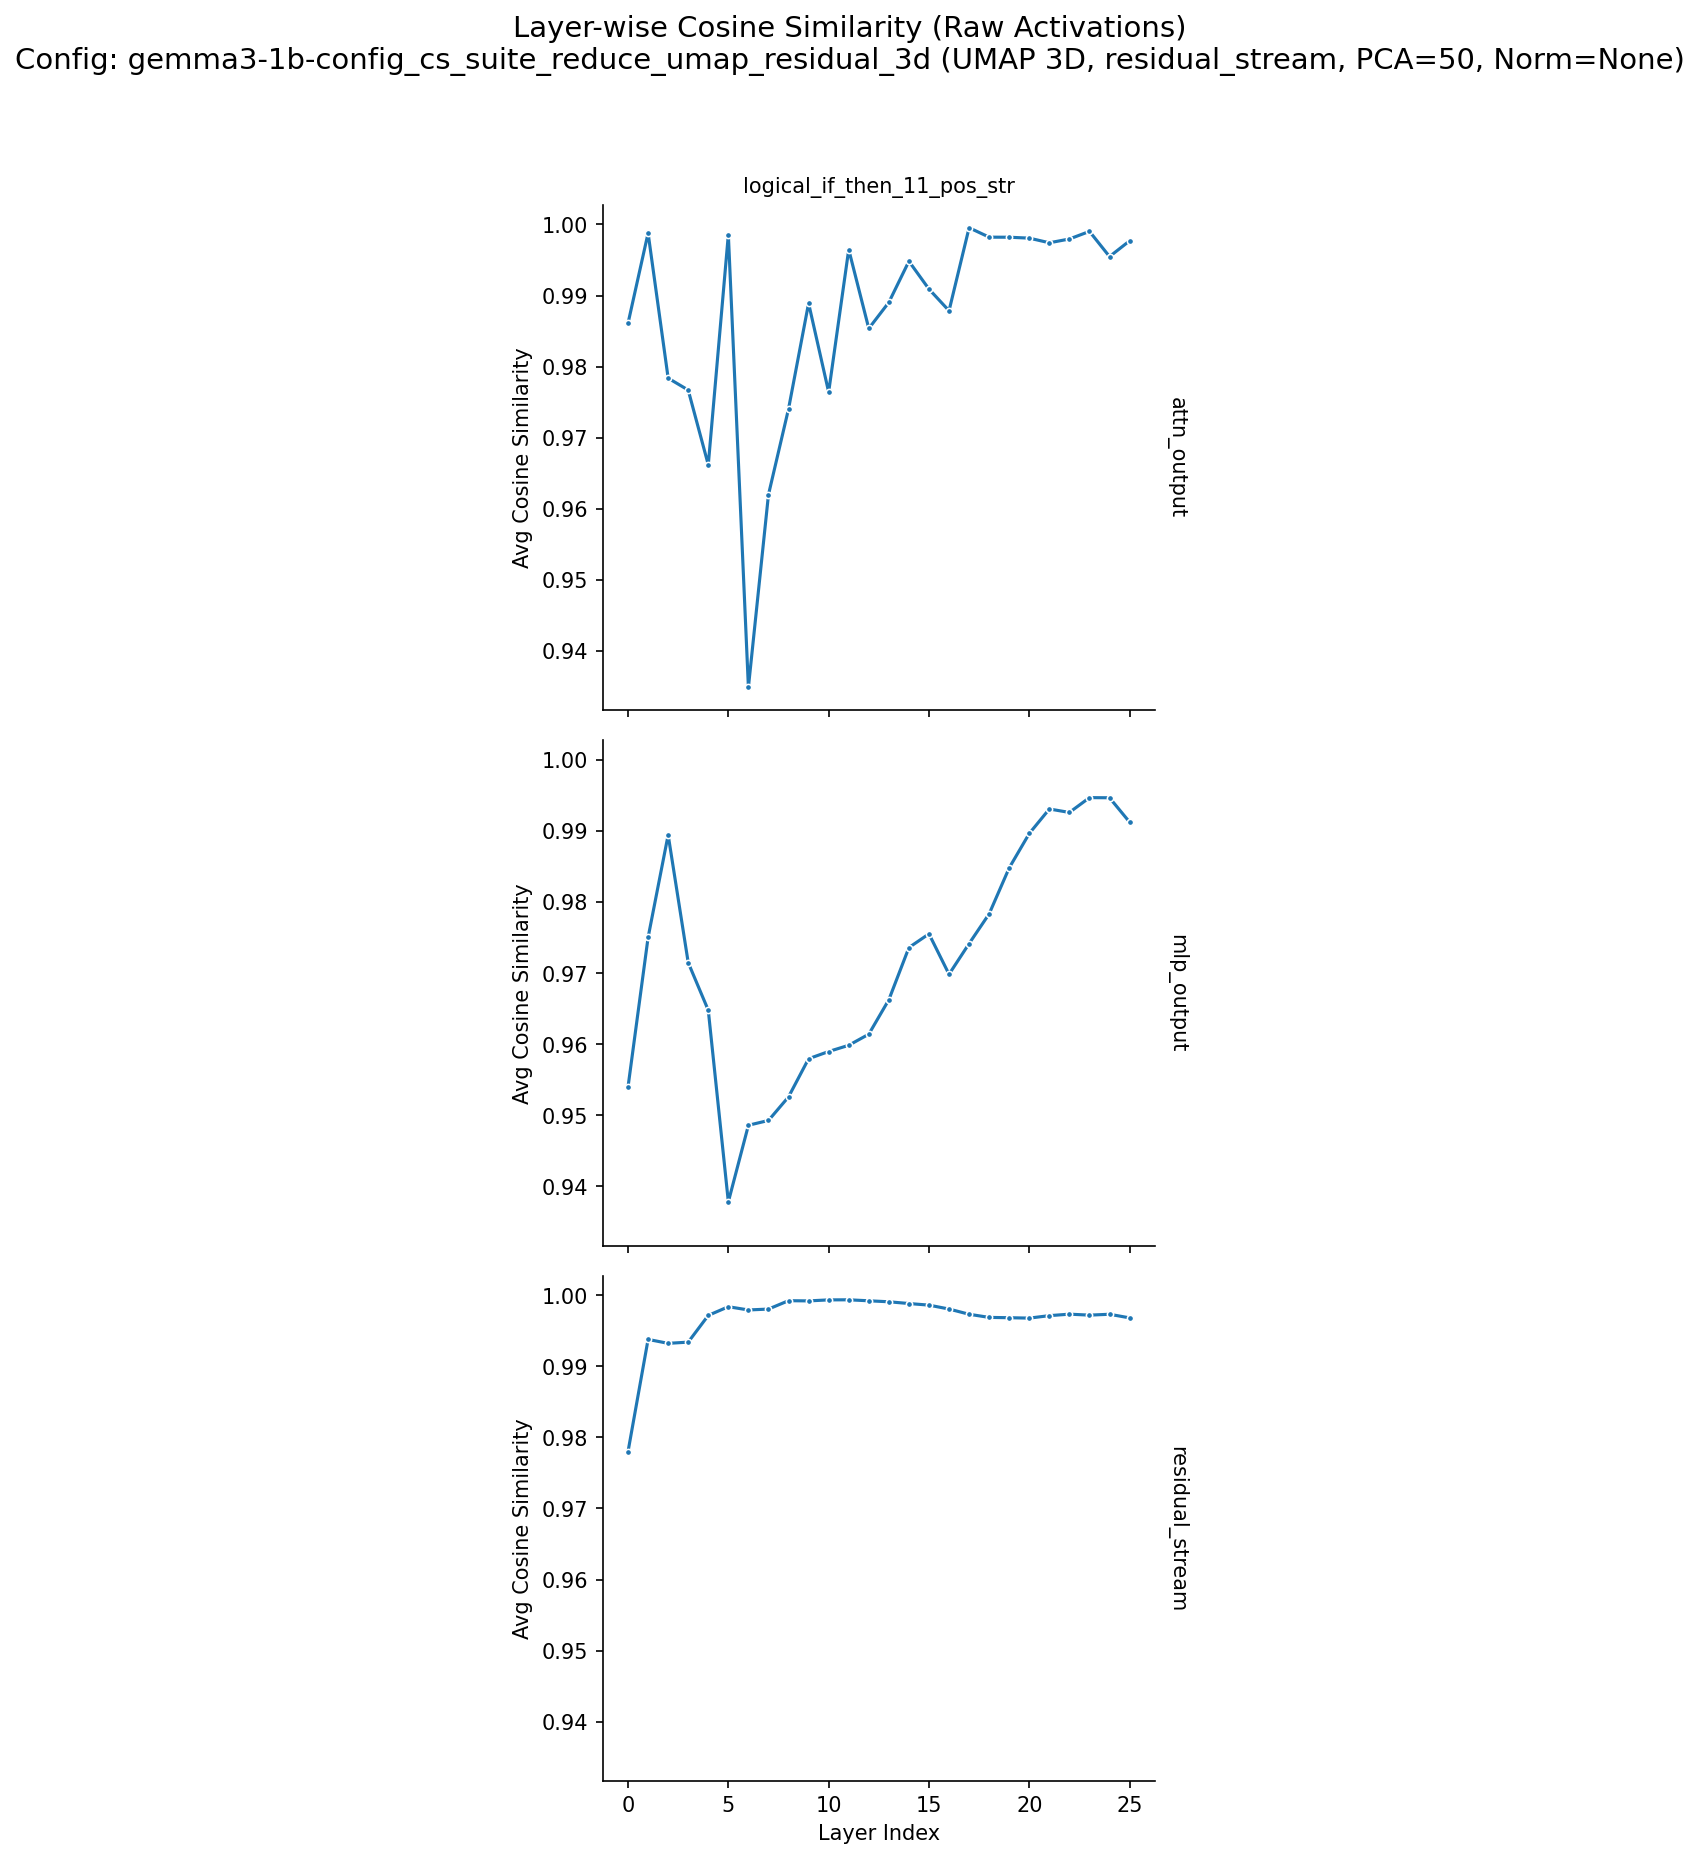 Layer-wise Cosine Similarity (Raw Activations)
Config: gemma3-1b-config_cs_suite_reduce_umap_residual_3d (UMAP 3D, residual_stream, PCA=50, Norm=None)
logical_if_then_11_pos_str
1.00
0.99
0.98
0.97
0.96
0.95
0.94
Avg Cosine Similarity
attn_output
1.00
0.99
0.98
0.97
0.96
0.95
0.94
Avg Cosine Similarity
mlp_output
1.00
0.99
0.98
0.97
0.96
0.95
0.94
Avg Cosine Similarity
residual_stream
0 5 10 15 20 25
Layer Index